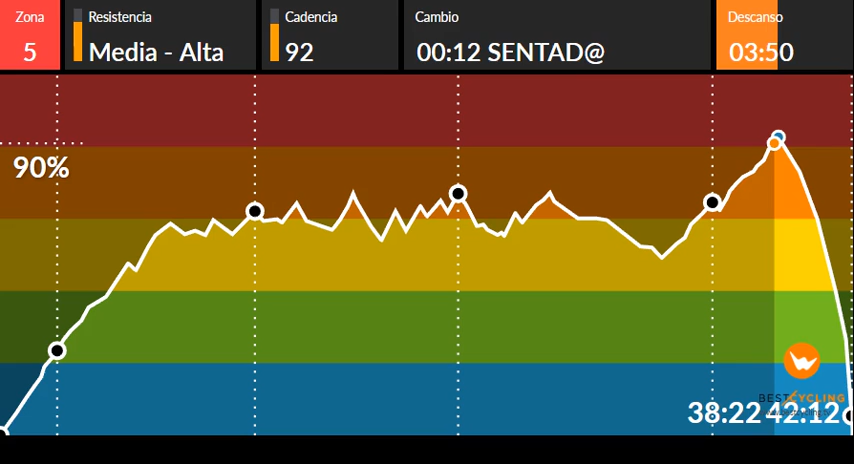 Zona
5
Resistencia
Media - Alta
Cadencia
92
Cambio
00:12 SENTAD@
Descanso
03:50
90%
BESTCYCLING
38:22 42:12